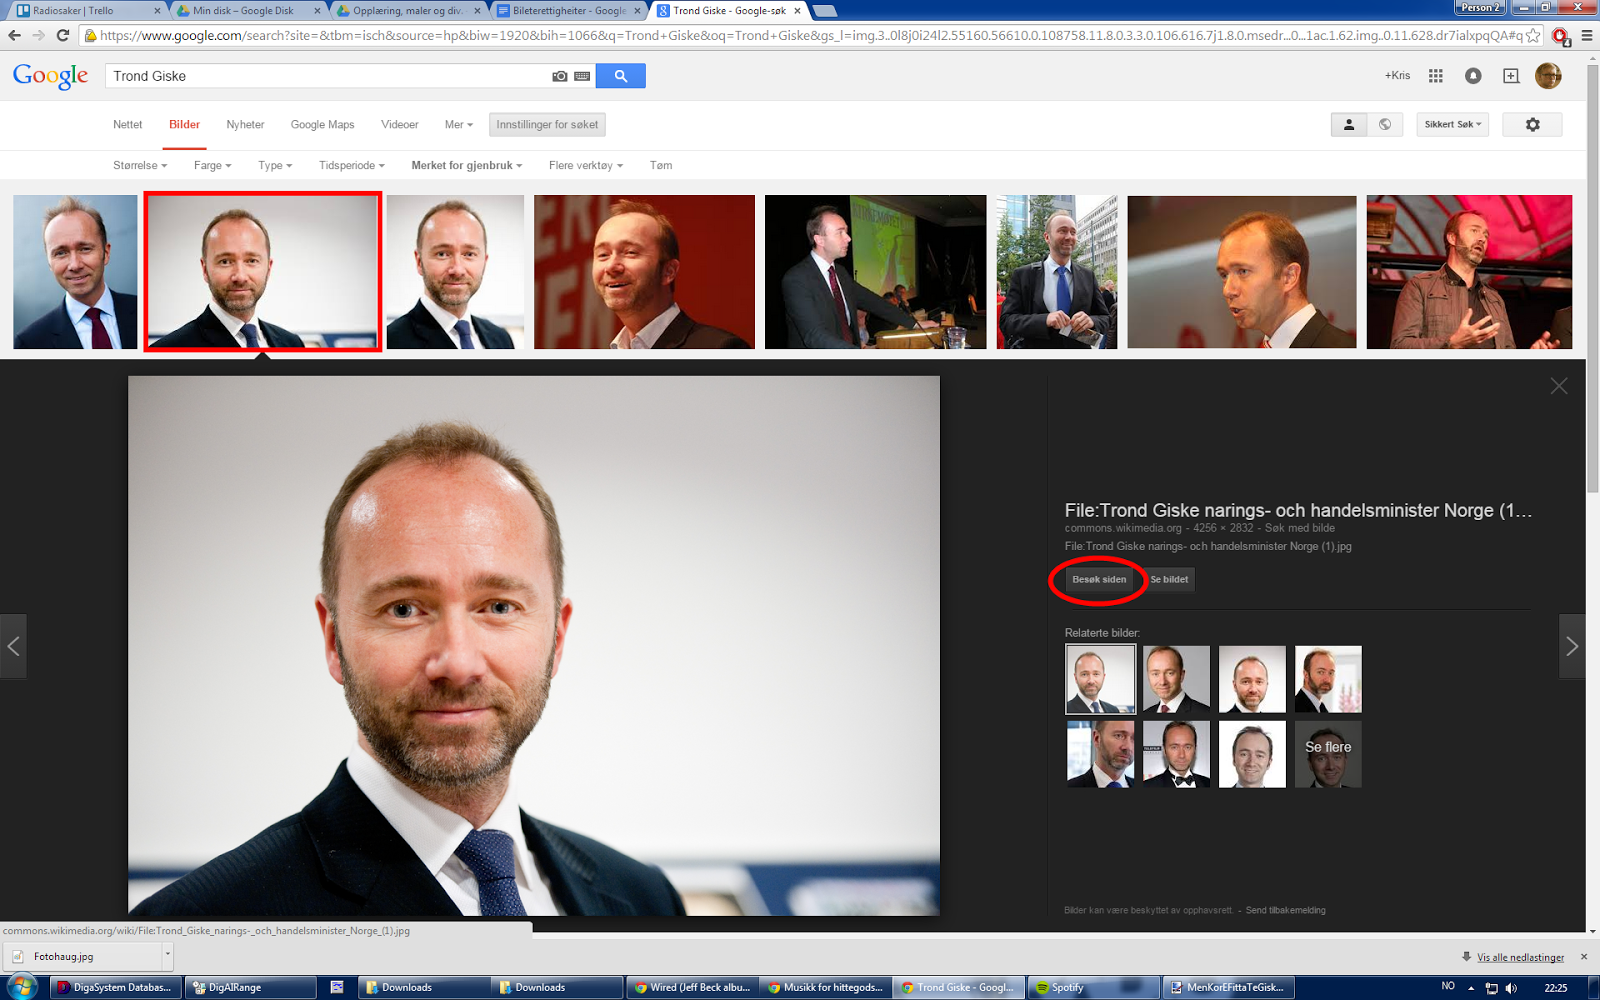 Radiosaker | Trello
Min disk – Google Disk
Opplæring, maler og div.
Bileterettigheiter - Google
Trond Giske - Google-søk
Person 2
https://www.google.com/search?site=&tbm=isch&source=hp&biw=1920&bih=1066&q=Trond+Giske&oq=Trond+Giske&gs_l=img.3..0l8j0i24l2.55160.56610.0.108758.11.8.0.3.3.0.106.616.7j1.8.0.msedr...0...1ac.1.62.img..0.11.628.dr7ialxpqQA#q
4
Google
Trond Giske
+Kris
Nettet
Bilder
Nyheter
Google Maps
Videoer
Mer
Innstillinger for søket
Sikkert Søk
Størrelse
Farge
Type
Tidsperiode
Merket for gjenbruk
Flere verktøy
Tøm
File:Trond Giske narings- och handelsminister Norge (1...
commons.wikimedia.org - 4256 × 2832 - Søk med bilde
File:Trond Giske narings- och handelsminister Norge (1).jpg
Besøk siden
Se bildet
Relaterte bilder:
Se flere
Bilder kan være beskyttet av opphavsrett. - Send tilbakemelding
commons.wikimedia.org/wiki/File:Trond_Giske_narings-_och_handelsminister_Norge_(1).jpg
Fotohaug.jpg
Vis alle nedlastinger
DigaSystem Databas...
DigAIRange
Downloads
Downloads
Wired (Jeff Beck albu...
Musikk for hittegods...
Trond Giske - Googl...
Spotify
MenKorEFittaTeGisk...
NO
22:25